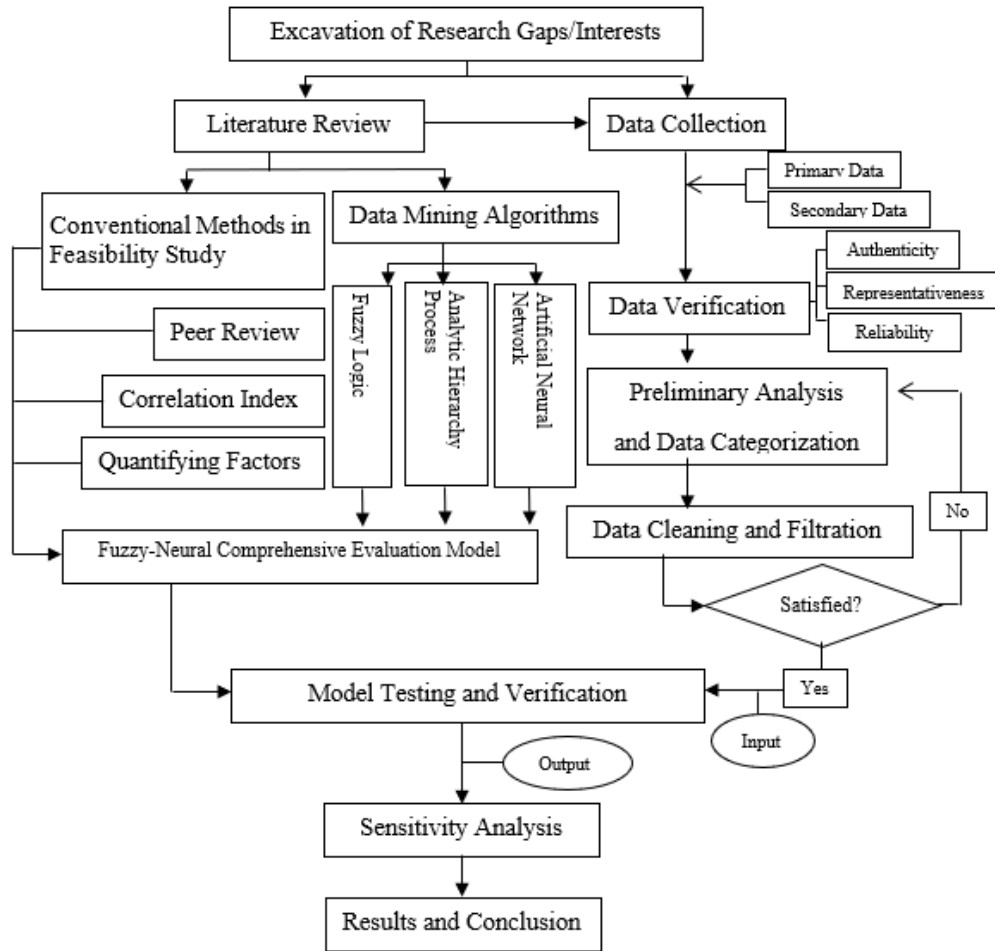 Excavation of Research Gaps/Interests
Literature Review
Data Collection
Primary Data
Secondary Data
Conventional Methods in
Feasibility Study
Data Mining Algorithms
Authenticity
Representativeness
Reliability
Data Verification
Peer Review
Correlation Index
Quantifying Factors
Fuzzy Logic
Analytic Hierarchy
Process
Artificial Neural
Network
Preliminary Analysis
and Data Categorization
No
Data Cleaning and Filtration
Fuzzy-Neural Comprehensive Evaluation Model
Satisfied?
Yes
Model Testing and Verification
Input
Output
Sensitivity Analysis
Results and Conclusion